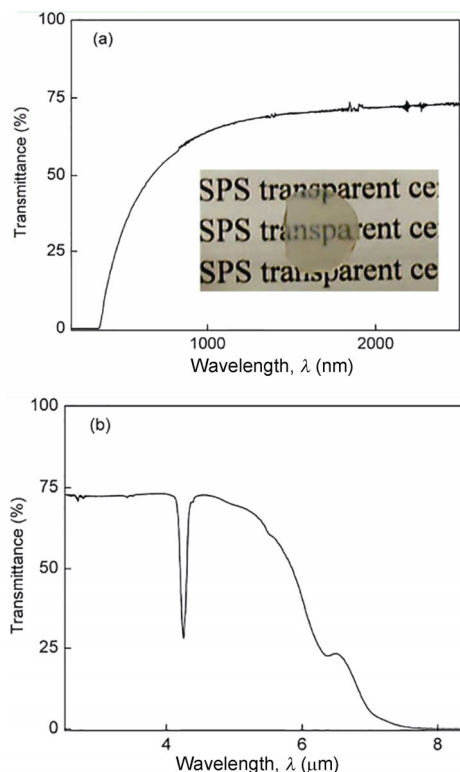 100
(a)
75
Transmittance (%)
50
25
0
SPS transparent ce
SPS transparent ce
SPS transparent ce
1000
2000
Wavelength, λ (nm)
100
(b)
75
Transmittance (%)
50
25
0
4
6
8
Wavelength, λ (μm)